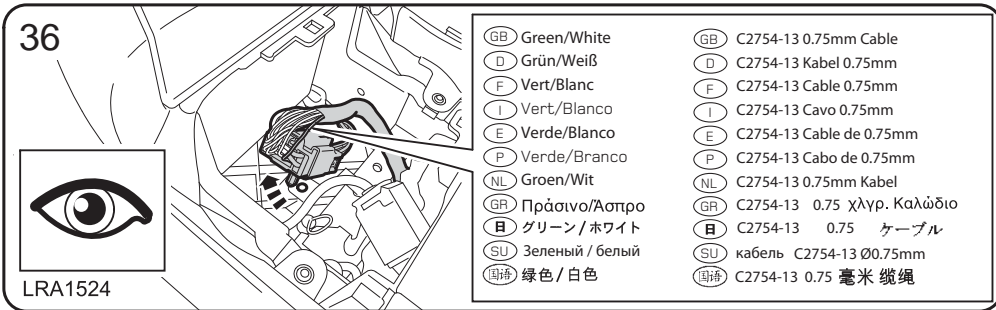 36
GB Green/White
D Grün/Weiß
F Vert/Blanc
I Vert/Blanco
E Verde/Blanco
P Verde/Branco
NL Groen/Wit
GR Πράσινο/Άσπρο
日 グリーン / ホワイト
SU Зеленый / белый
国语 绿色 / 白色
GB C2754-13 0.75mm Cable
D C2754-13 Kabel 0.75mm
F C2754-13 Cable 0.75mm
I C2754-13 Cavo 0.75mm
E C2754-13 Cable de 0.75mm
P C2754-13 Cabo de 0.75mm
NL C2754-13 0.75mm Kabel
GR C2754-13 0.75 χλγρ. Καλώδιο
日 C2754-13 0.75 ケーブル
SU кабель C2754-13 Ø0.75mm
国语 C2754-13 0.75 毫米 缆绳
LRA1524